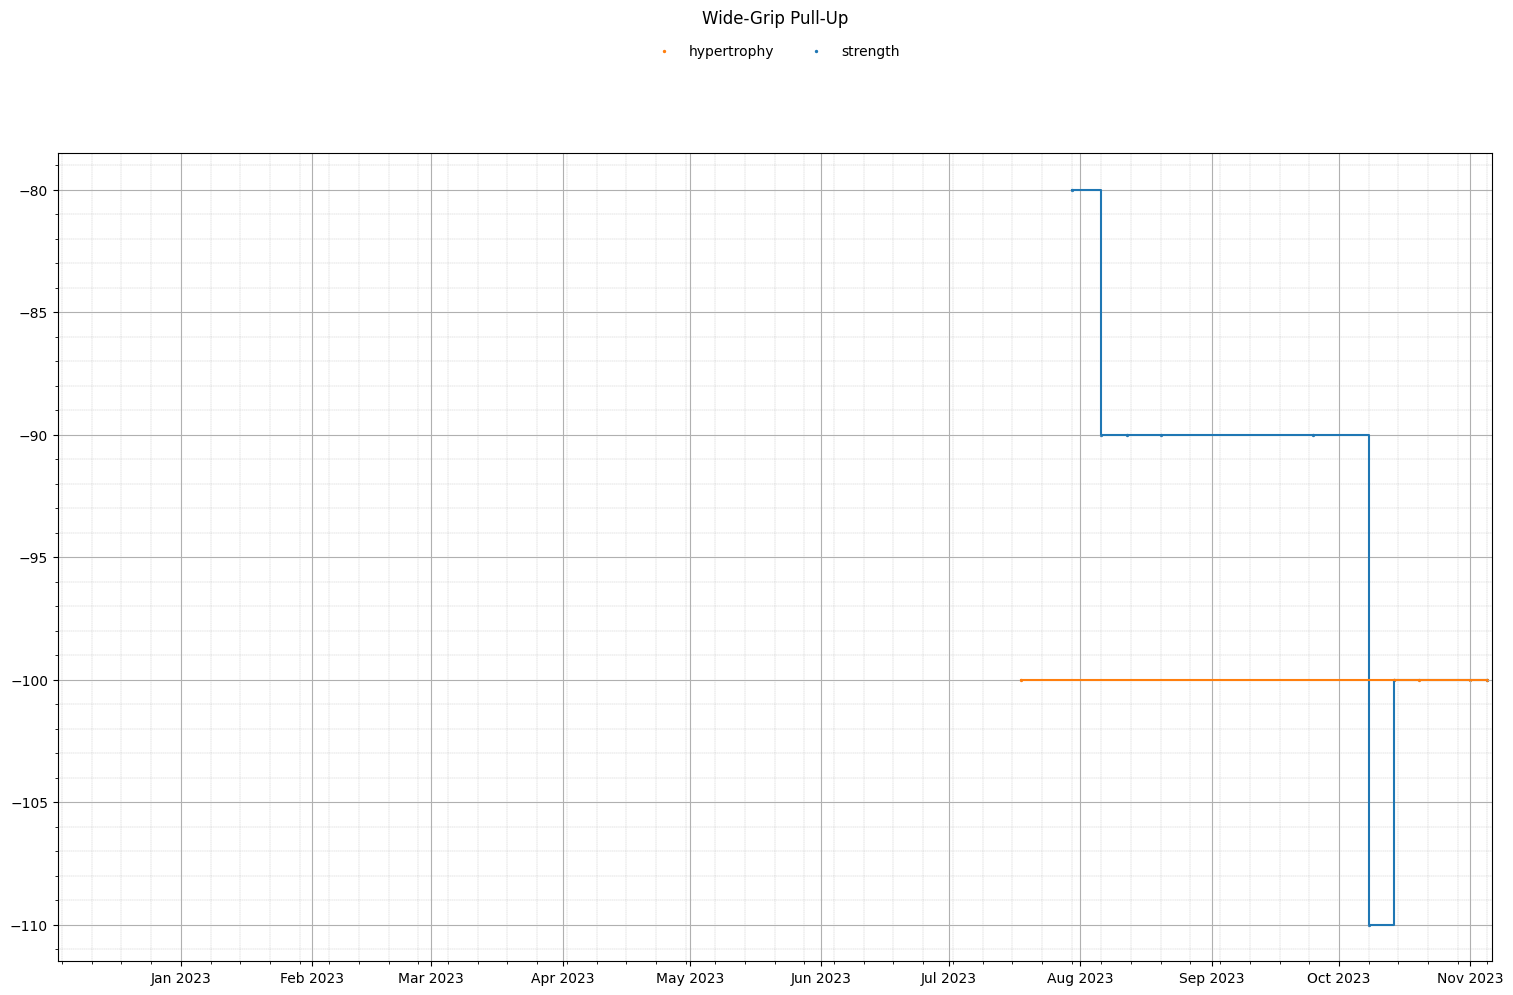 Wide-Grip Pull-Up
hypertrophy strength
−80
−85
−90
−95
−100
−105
−110
Jan 2023 Feb 2023 Mar 2023 Apr 2023 May 2023 Jun 2023 Jul 2023 Aug 2023 Sep 2023 Oct 2023 Nov 2023